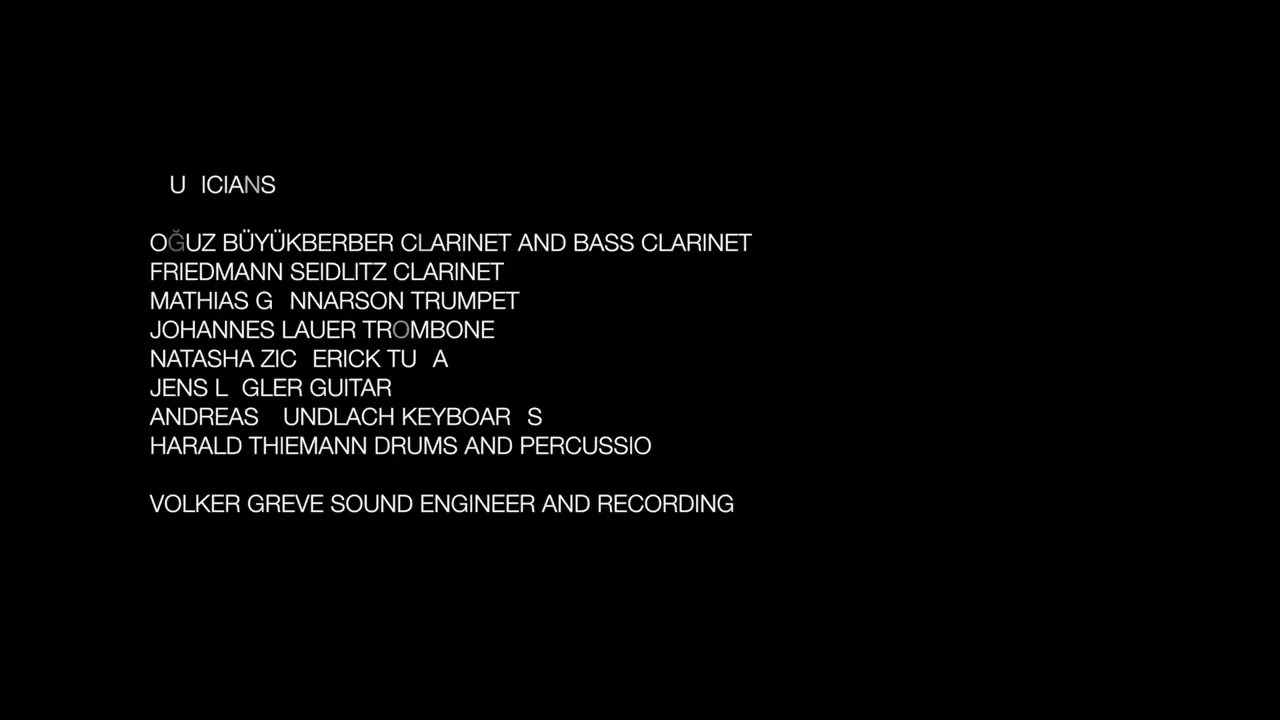 U ICIANS
OĞUZ BÜYÜKBERBER CLARINET AND BASS CLARINET
FRIEDMANN SEIDLITZ CLARINET
MATHIAS G NNARSON TRUMPET
JOHANNES LAUER TROMBONE
NATASHA ZIC ERICK TU A
JENS L GLER GUITAR
ANDREAS UNDLACH KEYBOAR S
HARALD THIEMANN DRUMS AND PERCUSSIO
VOLKER GREVE SOUND ENGINEER AND RECORDING